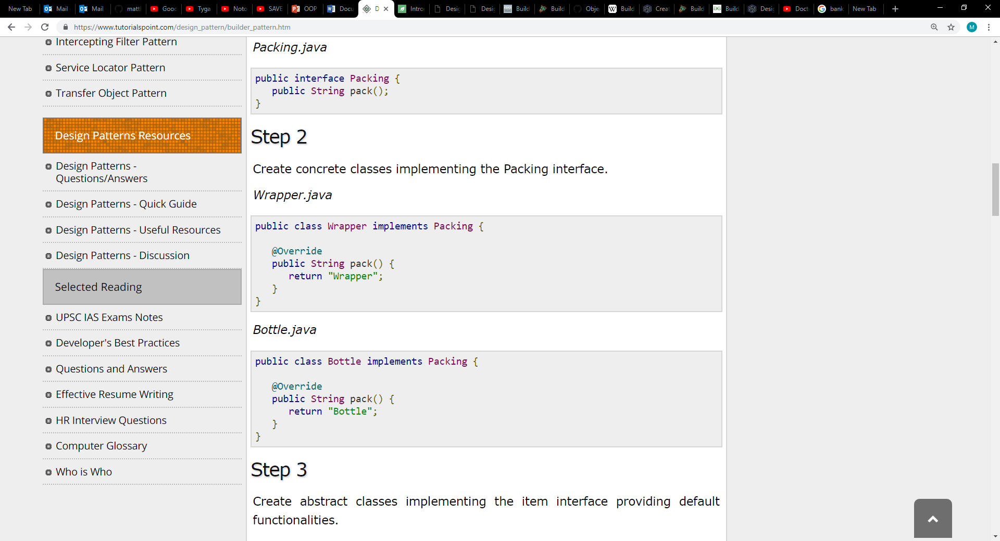 New Tab
Mail
Mail
matt
Good
Tyga
Noto
SAVE
OOP
Docu
D
Intro
Desig
Desig
Build
Build
Obje
Build
Creat
Build
Build
Desig
Doct
bank
New Tab
https://www.tutorialspoint.com/design_pattern/builder_pattern.htm
M
Intercepting Filter Pattern
Service Locator Pattern
Transfer Object Pattern
Design Patterns Resources
Design Patterns -
Questions/Answers
Design Patterns - Quick Guide
Design Patterns - Useful Resources
Design Patterns - Discussion
Selected Reading
UPSC IAS Exams Notes
Developer's Best Practices
Questions and Answers
Effective Resume Writing
HR Interview Questions
Computer Glossary
Who is Who
Packing.java
public interface Packing {
public String pack();
}
Step 2
Create concrete classes implementing the Packing interface.
Wrapper.java
public class Wrapper implements Packing {
@Override
public String pack() {
return "Wrapper";
}
}
Bottle.java
public class Bottle implements Packing {
@Override
public String pack() {
return "Bottle";
}
}
Step 3
Create abstract classes implementing the item interface providing default
functionalities.